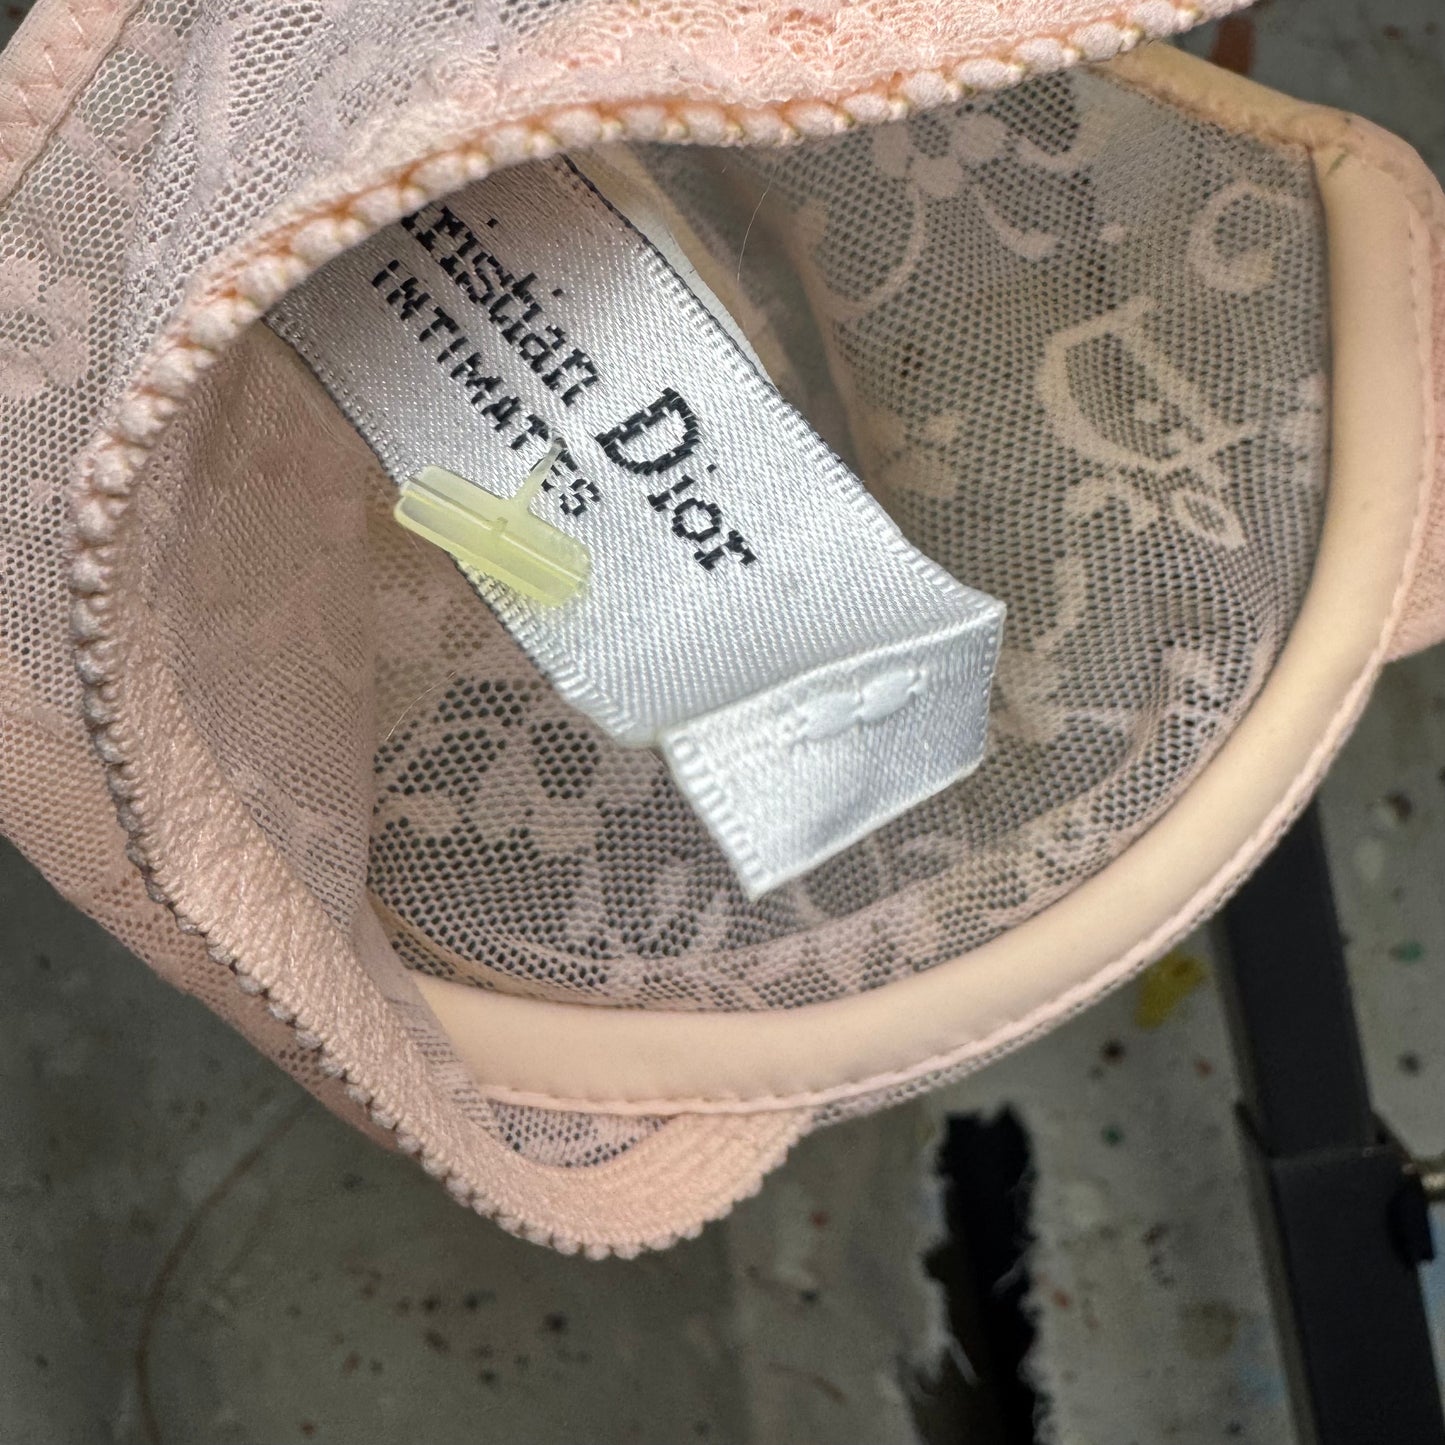 ristian Dior
INTIMATES